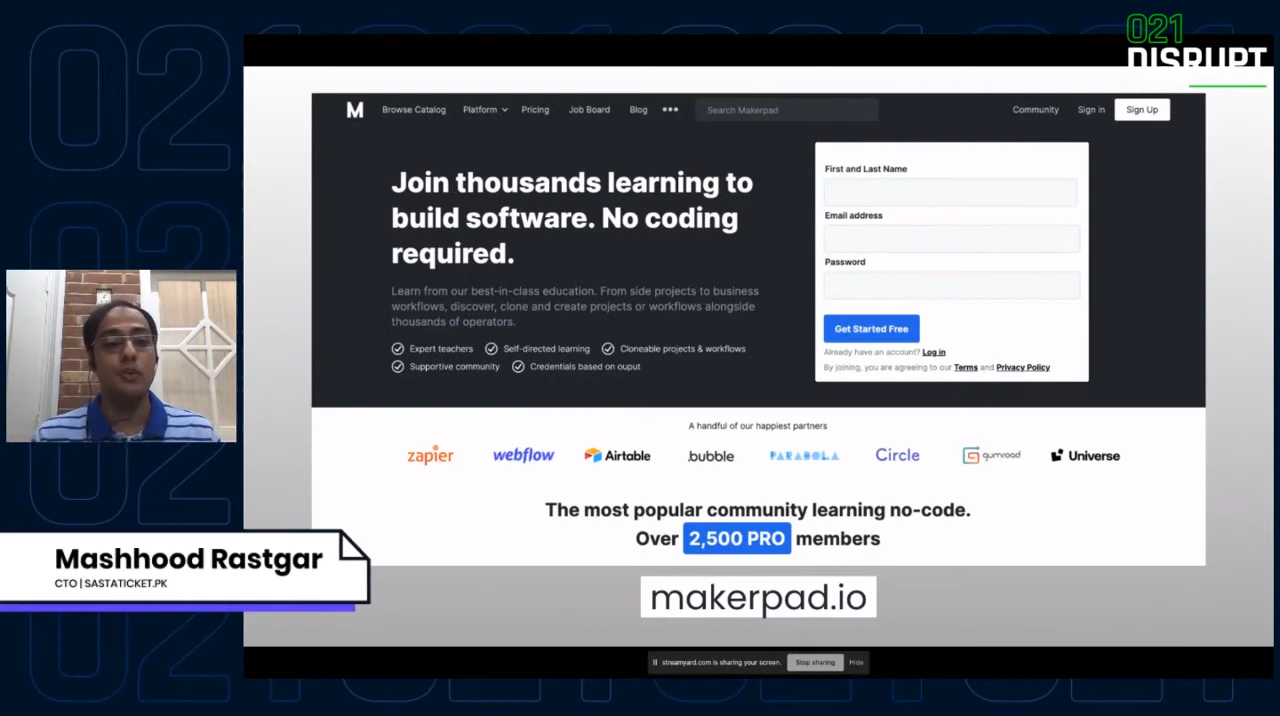 021
DISRUPT
M
Browse Catalog
Platform
Pricing
Job Board
Blog
•••
Search Makerpad
Community
Sign in
Sign Up
Join thousands learning to
build software. No coding
required.
Learn from our best-in-class education. From side projects to business
workflows, discover, clone and create projects or workflows alongside
thousands of operators.
Expert teachers
Self-directed learning
Cloneable projects & workflows
Supportive community
Credentials based on ouput
First and Last Name
Email address
Password
Get Started Free
Already have an account? Log in
By joining, you are agreeing to our Terms and Privacy Policy
A handful of our happiest partners
zapier
webflow
Airtable
.bubble
PARABOLA
Circle
gumroad
Universe
The most popular community learning no-code.
Over 2,500 PRO members
makerpad.io
Mashhood Rastgar
CTO | SASTATICKET.PK
streamyard.com is sharing your screen.
Stop sharing
Hide